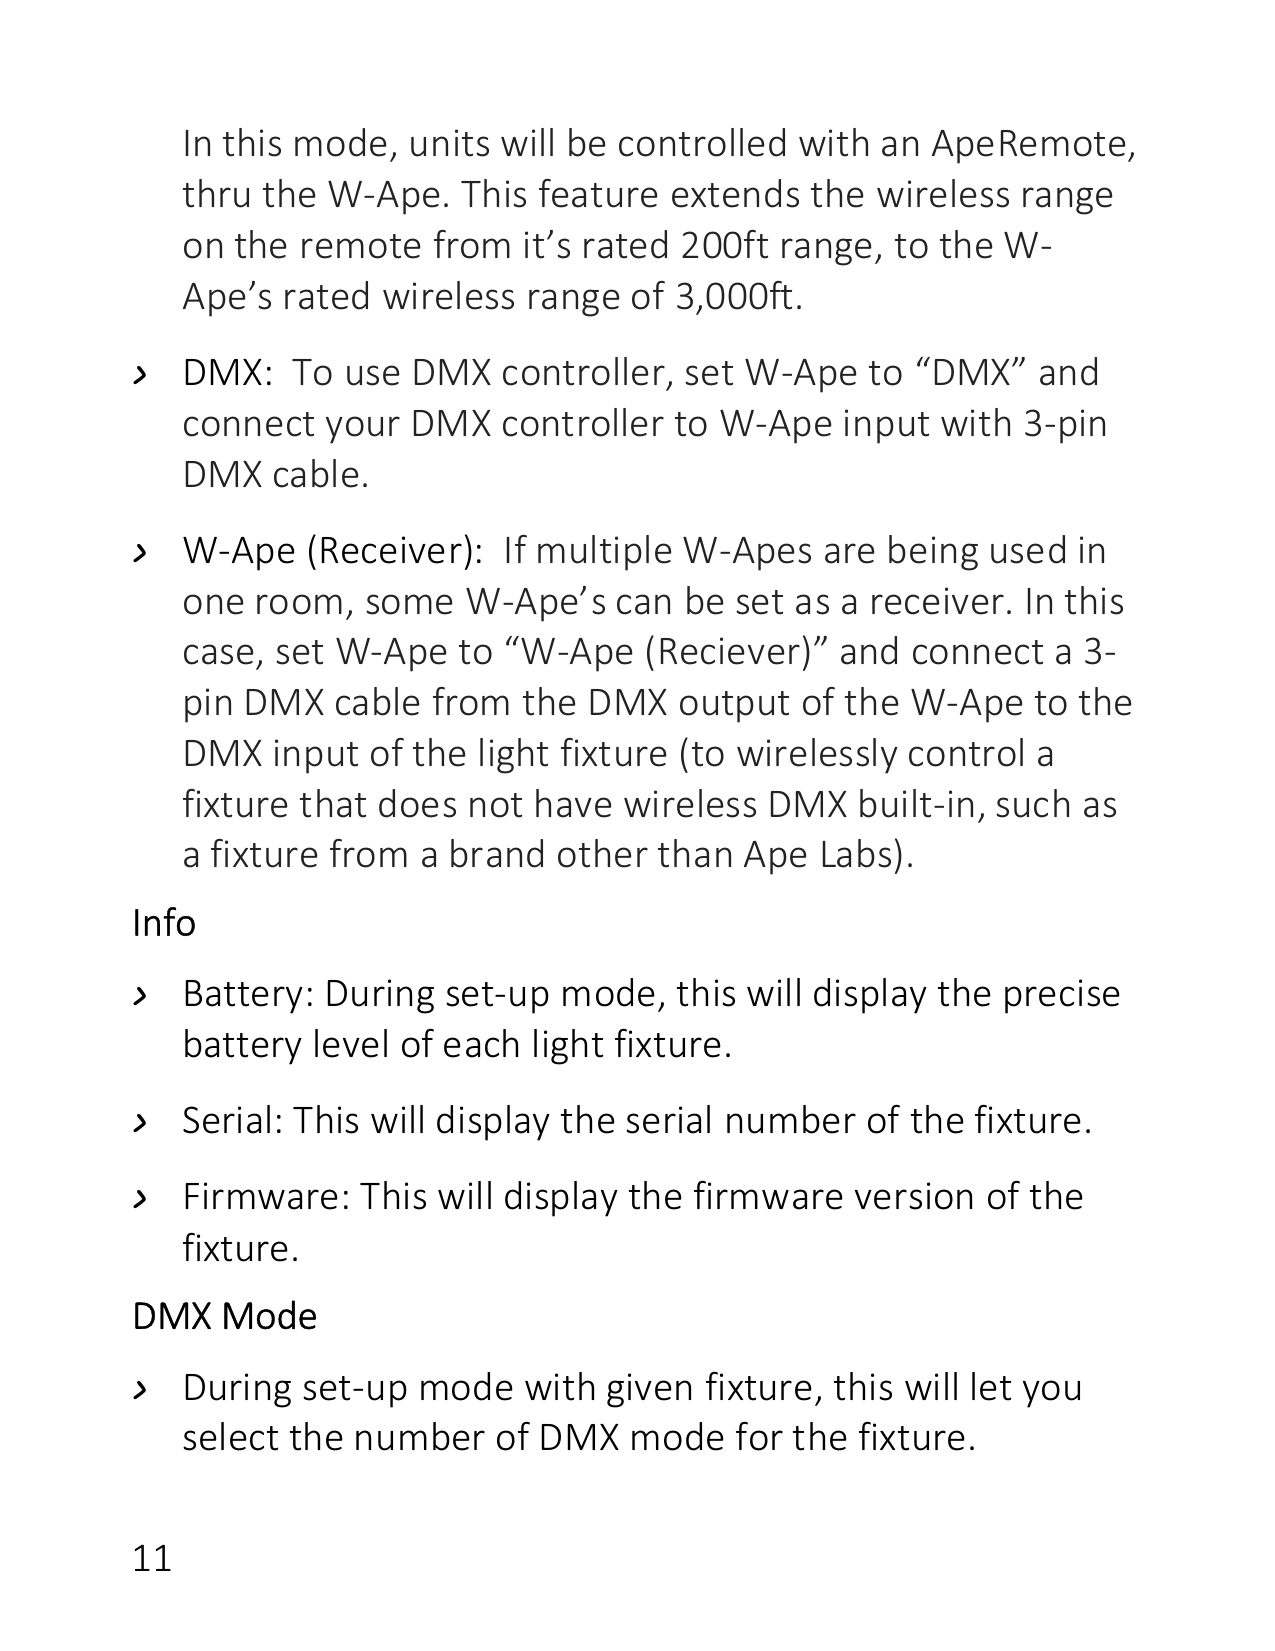 In this mode, units will be controlled with an ApeRemote,
thru the W-Ape. This feature extends the wireless range
on the remote from it’s rated 200ft range, to the W-
Ape’s rated wireless range of 3,000ft.
› DMX:  To use DMX controller, set W-Ape to “DMX” and
connect your DMX controller to W-Ape input with 3-pin
DMX cable.
› W-Ape (Receiver):  If multiple W-Apes are being used in
one room, some W-Ape’s can be set as a receiver. In this
case, set W-Ape to “W-Ape (Reciever)” and connect a 3-
pin DMX cable from the DMX output of the W-Ape to the
DMX input of the light fixture (to wirelessly control a
fixture that does not have wireless DMX built-in, such as
a fixture from a brand other than Ape Labs).
Info
› Battery: During set-up mode, this will display the precise
battery level of each light fixture.
› Serial: This will display the serial number of the fixture.
› Firmware: This will display the firmware version of the
fixture.
DMX Mode
› During set-up mode with given fixture, this will let you
select the number of DMX mode for the fixture.
11